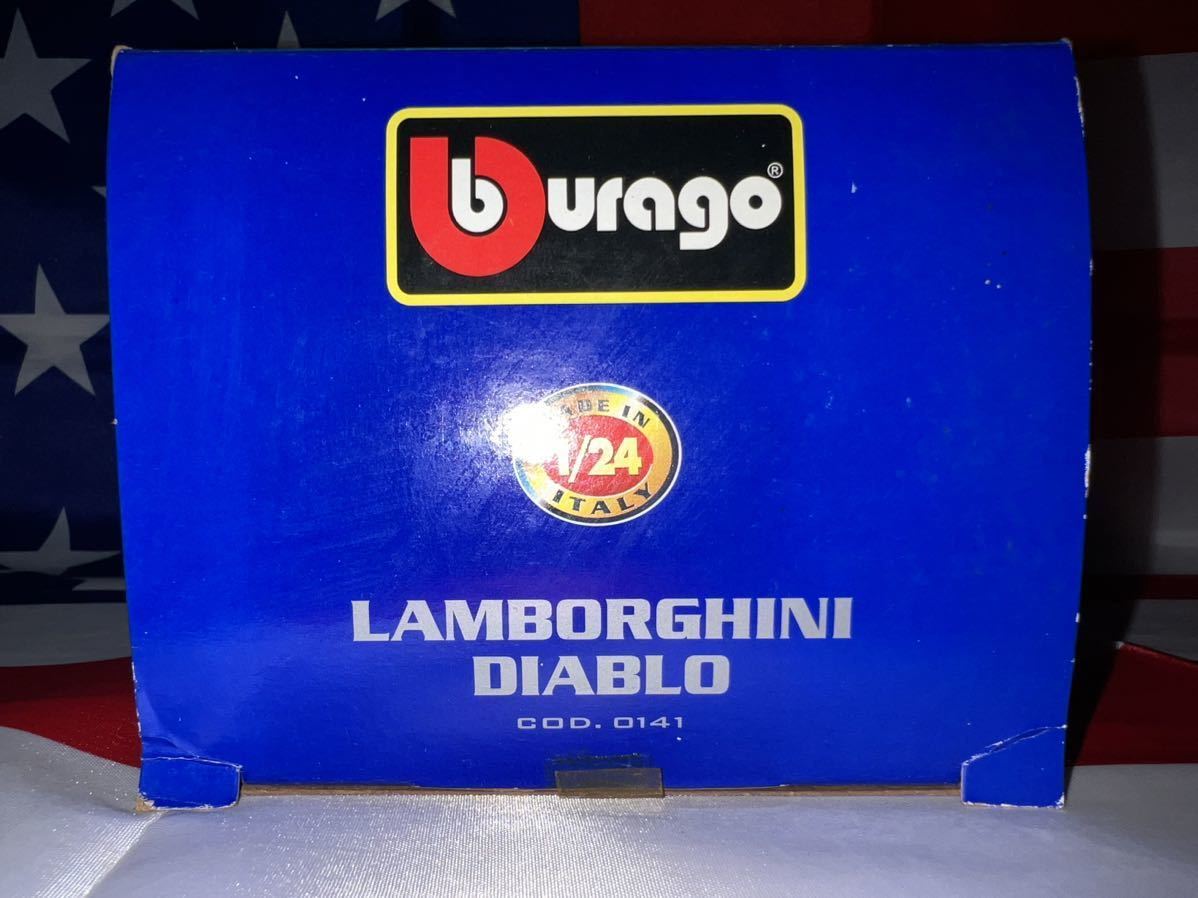 burago®
MADE IN
1/24
ITALY
LAMBORGHINI
DIABLO
COD. 0141